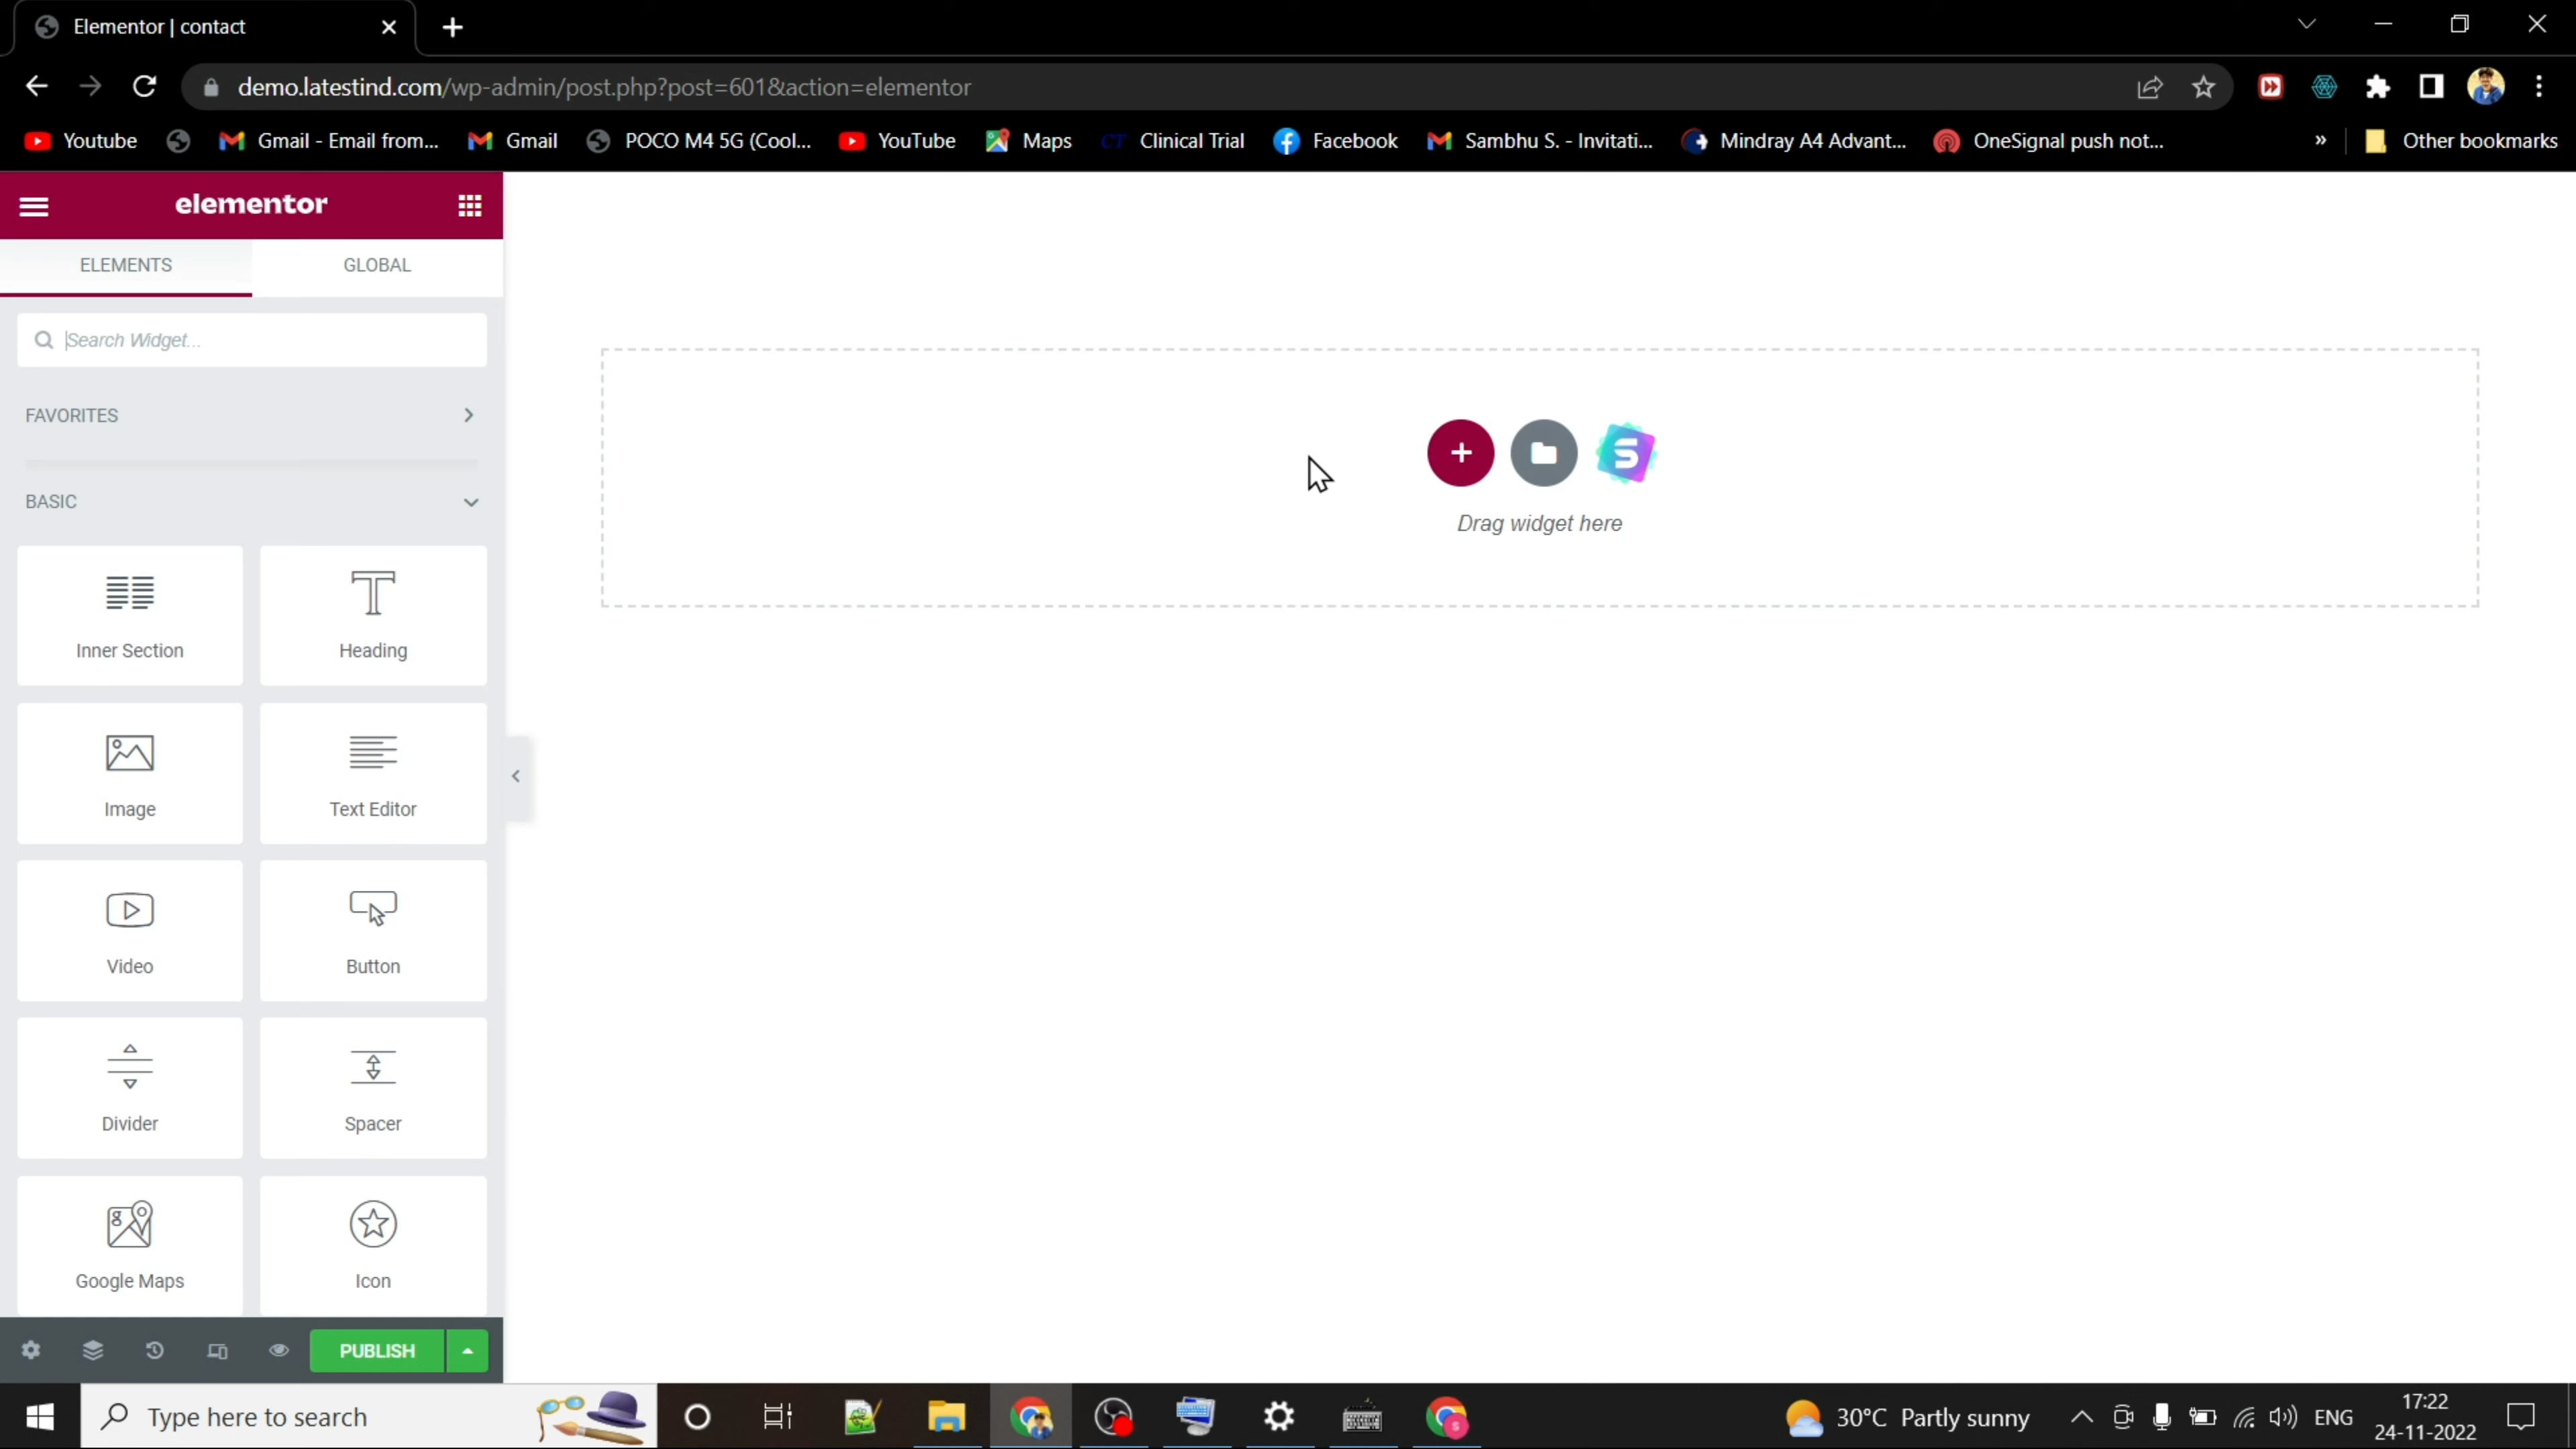 Elementor | contact
demo.latestind.com/wp-admin/post.php?post=601&action=elementor
Youtube
Gmail - Email from...
Gmail
POCO M4 5G (Cool...
YouTube
Maps
CT Clinical Trial
Facebook
Sambhu S. - Invitati...
Mindray A4 Advant...
OneSignal push not...
»
Other bookmarks
elementor
ELEMENTS
GLOBAL
Search Widget...
FAVORITES
BASIC
Inner Section
Heading
Image
Text Editor
Video
Button
Divider
Spacer
Google Maps
Icon
PUBLISH
S
Drag widget here
Type here to search
30°C Partly sunny
ENG
17:22
24-11-2022